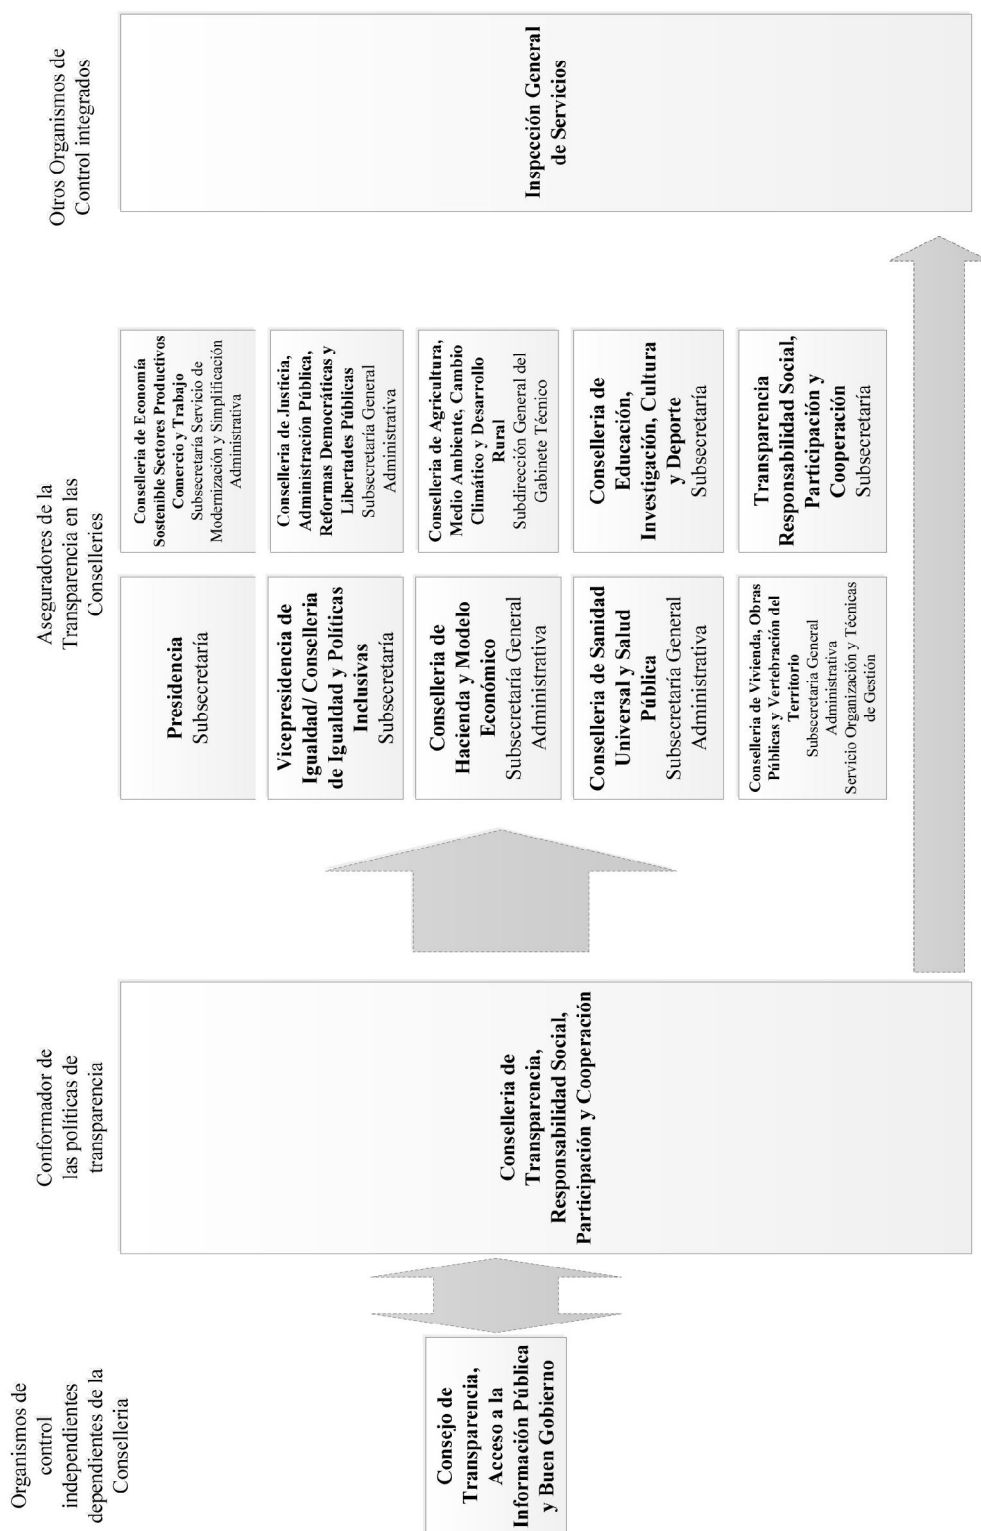 Organismos de
control
independientes
dependientes de la
Conselleria
Conformador de
las políticas de
transparencia
Aseguradores de la
Transparencia en las
Conselleries
Otros Organismos de
Control integrados
Consejo de
Transparencia,
Acceso a la
Información Pública
y Buen Gobierno
Conselleria de
Transparencia,
Responsabilidad Social,
Participación y Cooperación
Presidencia
Subsecretaría
Conselleria de Economía
Sostenible Sectores Productivos
Comercio y Trabajo
Subsecretaría Servicio de
Modernización y Simplificación
Administrativa
Vicepresidencia de
Igualdad/ Conselleria
de Igualdad y Políticas
Inclusivas
Subsecretaría
Conselleria de Justicia,
Administración Pública,
Reformas Democráticas y
Libertades Públicas
Subsecretaría General
Administrativa
Conselleria de
Hacienda y Modelo
Económico
Subsecretaría General
Administrativa
Conselleria de Agricultura,
Medio Ambiente, Cambio
Climático y Desarrollo
Rural
Subdirección General del
Gabinete Técnico
Conselleria de Sanidad
Universal y Salud
Pública
Subsecretaría General
Administrativa
Conselleria de
Educación,
Investigación, Cultura
y Deporte
Subsecretaría
Conselleria de Vivienda, Obras
Públicas y Vertebración del
Territorio
Subsecretaria General
Administrativa
Servicio Organización y Técnicas
de Gestión
Transparencia
Responsabilidad Social,
Participación y
Cooperación
Subsecretaría
Inspección General
de Servicios